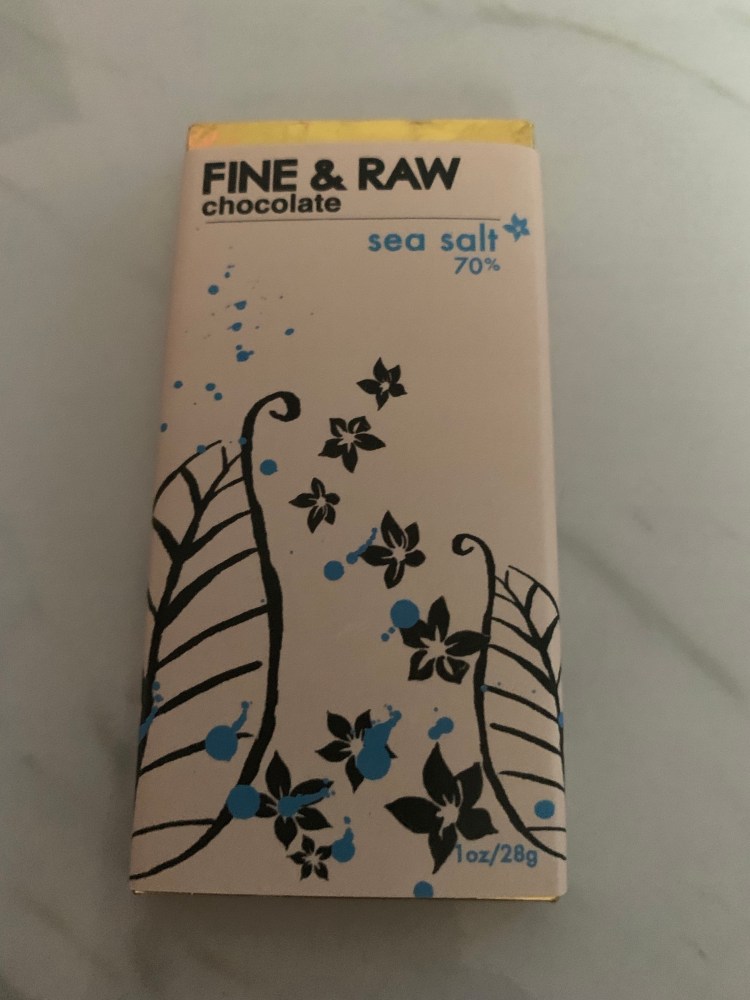 FINE & RAW
chocolate
sea salt
70%
1oz/28g